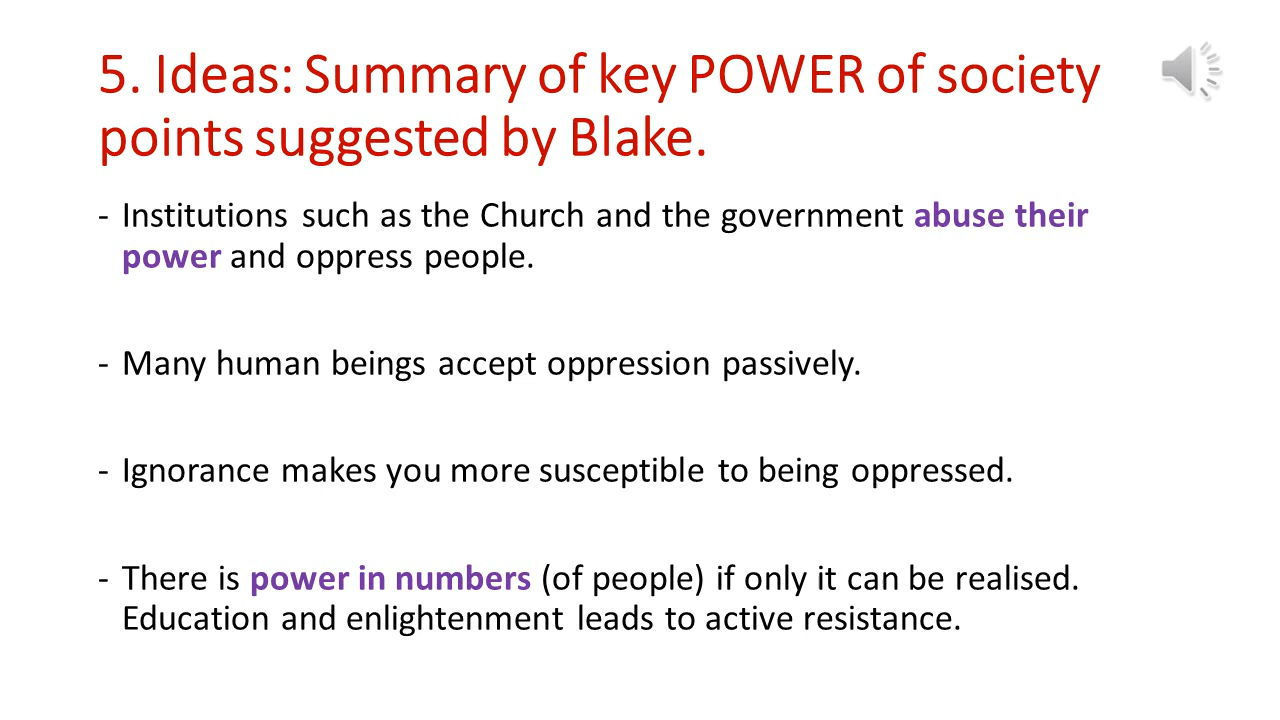 5. Ideas: Summary of key POWER of society
points suggested by Blake.
- Institutions such as the Church and the government abuse their
power and oppress people.
- Many human beings accept oppression passively.
- Ignorance makes you more susceptible to being oppressed.
- There is power in numbers (of people) if only it can be realised.
Education and enlightenment leads to active resistance.